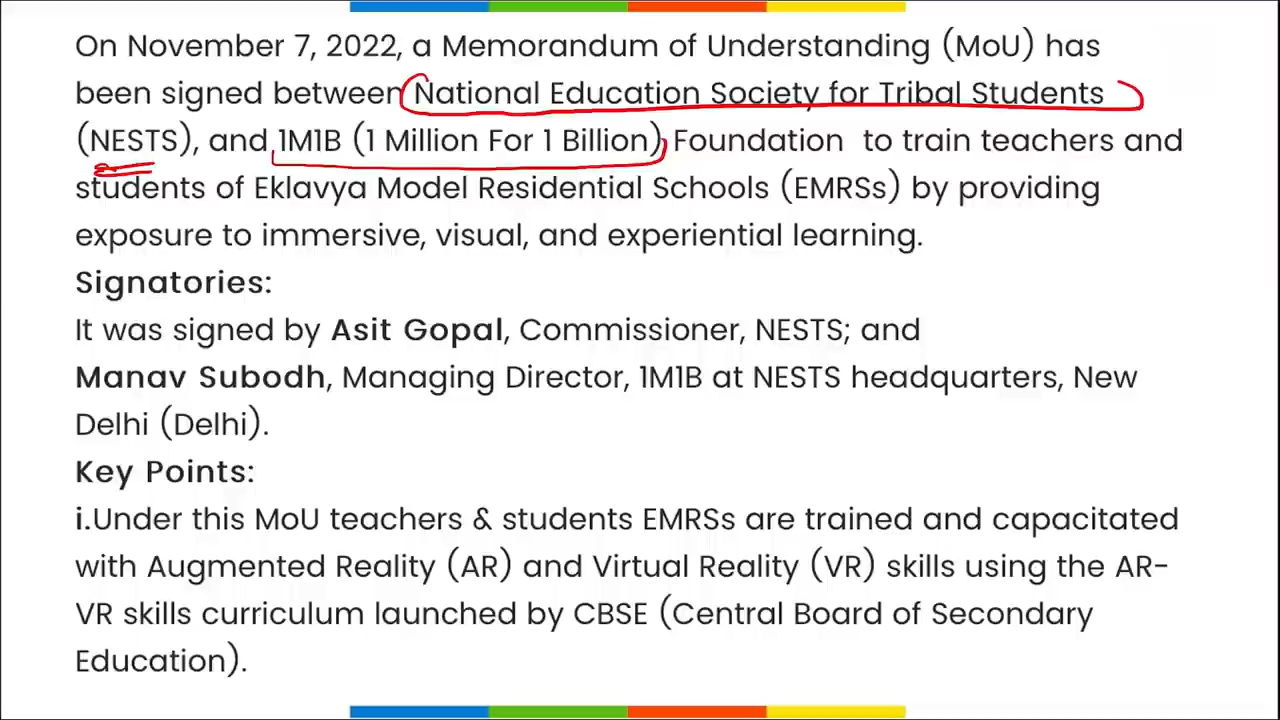 On November 7, 2022, a Memorandum of Understanding (MoU) has
been signed between National Education Society for Tribal Students
(NESTS), and 1M1B (1 Million For 1 Billion) Foundation to train teachers and
students of Eklavya Model Residential Schools (EMRSs) by providing
exposure to immersive, visual, and experiential learning.
Signatories:
It was signed by Asit Gopal, Commissioner, NESTS; and
Manav Subodh, Managing Director, 1M1B at NESTS headquarters, New
Delhi (Delhi).
Key Points:
i.Under this MoU teachers & students EMRSs are trained and capacitated
with Augmented Reality (AR) and Virtual Reality (VR) skills using the AR-
VR skills curriculum launched by CBSE (Central Board of Secondary
Education).